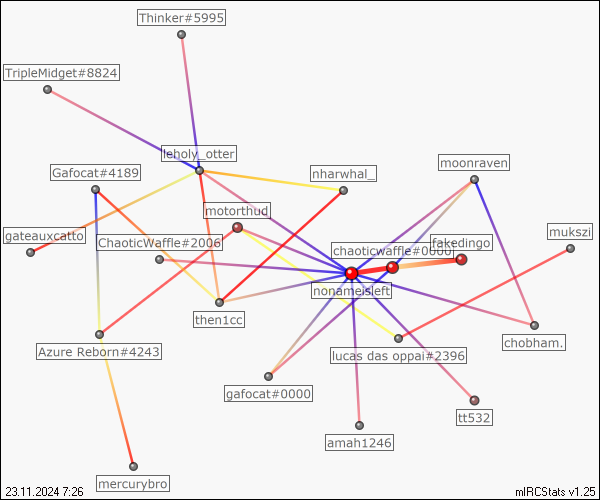 Thinker#5995
TripleMidget#8824
leholy_otter
moonraven
Gafocat#4189
nharwhal_
motorthud
mukszi
gateauxcatto
ChaoticWaffle#2006
chaoticwaffle#0000
fakedingo
nonameisleft
then1cc
chobham.
Azure Reborn#4243
lucas das oppai#2396
gafocat#0000
tt532
amah1246
mercurybro
23.11.2024 7:26
mIRCStats v1.25